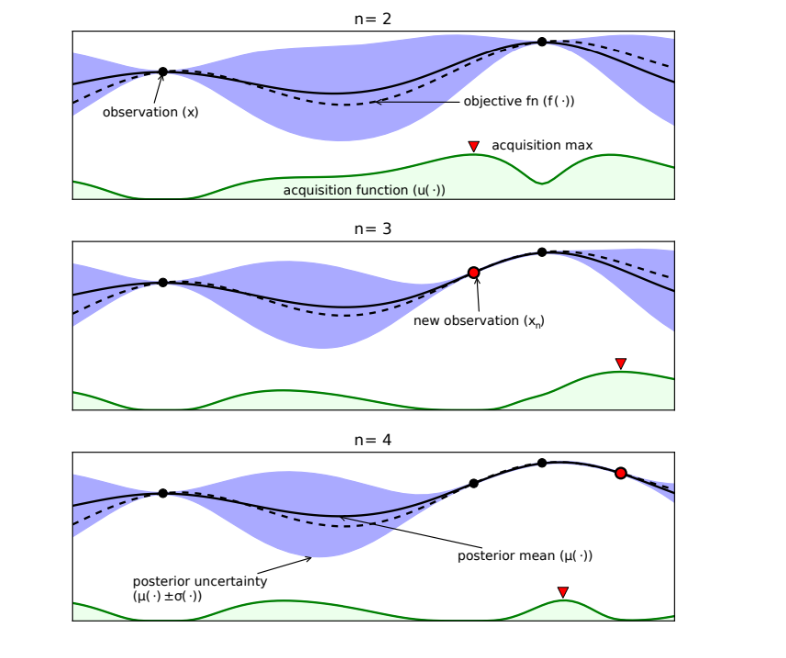 n= 2
observation (x)
objective fn (f(·))
acquisition max
acquisition function (u(·))
n= 3
new observation (xₙ)
n= 4
posterior mean (μ(·))
posterior uncertainty
(μ(·) ±σ(·))